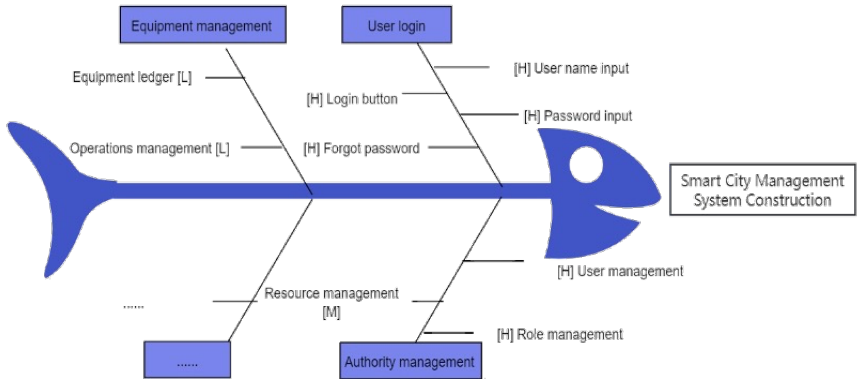 Equipment management
User login
Equipment ledger [L]
[H] User name input
[H] Login button
[H] Password input
Operations management [L]
[H] Forgot password
Smart City Management
System Construction
[H] User management
......
Resource management
[M]
[H] Role management
......
Authority management